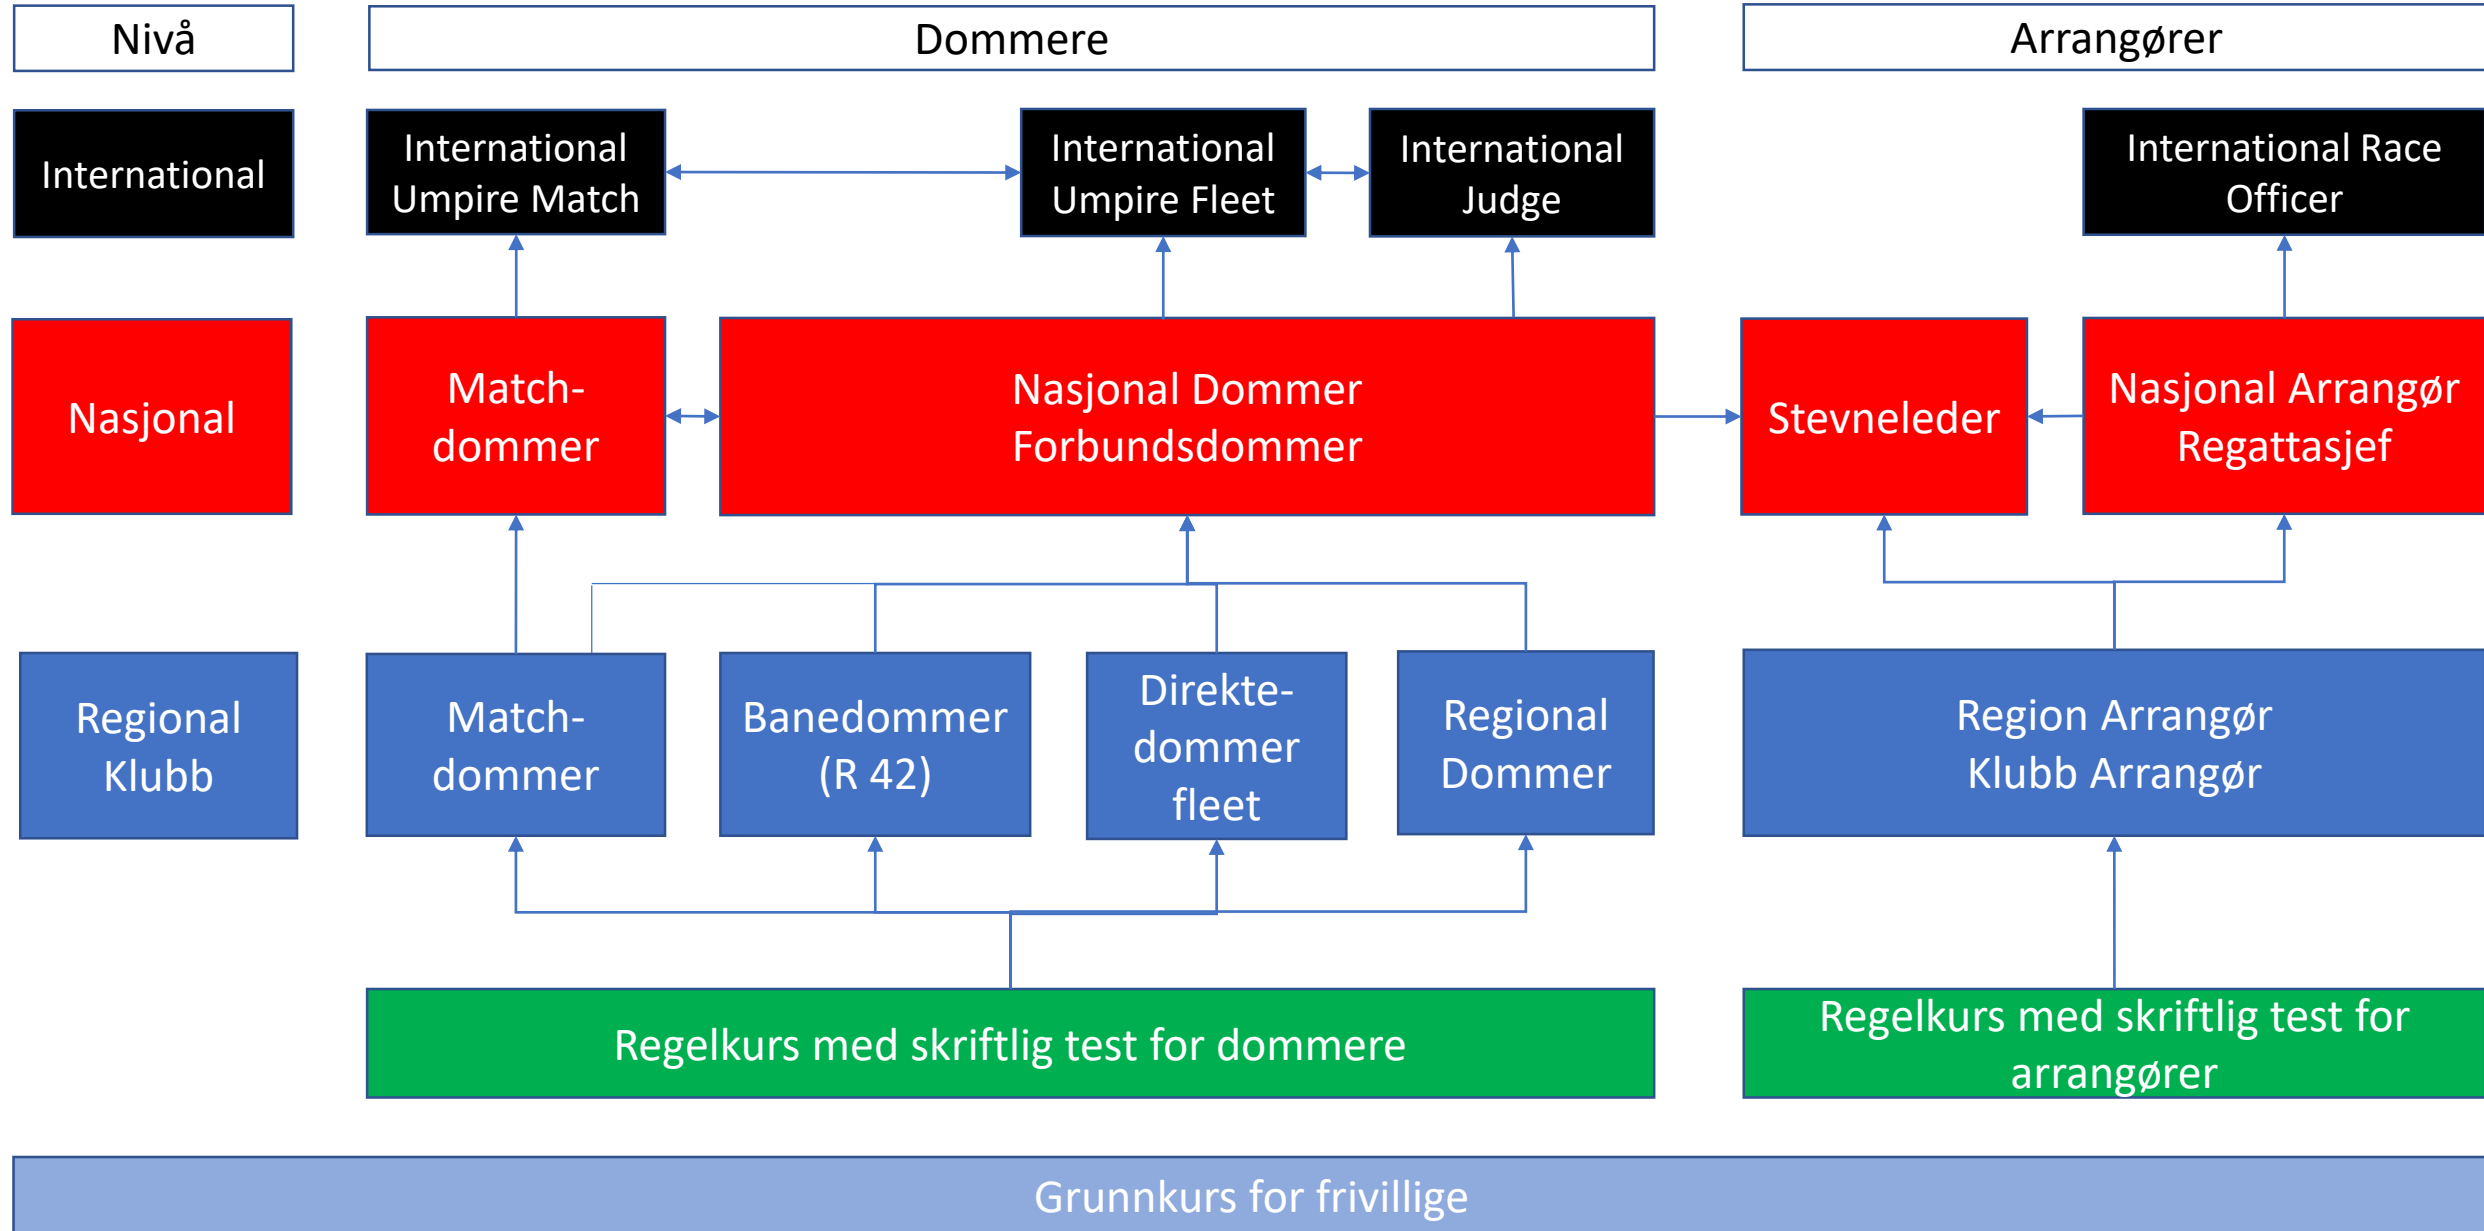 Nivå
Dommere
Arrangører
International
International
Umpire Match
International
Umpire Fleet
International
Judge
International Race
Officer
Nasjonal
Match-
dommer
Nasjonal Dommer
Forbundsdommer
Stevneleder
Nasjonal Arrangør
Regattasjef
Regional
Klubb
Match-
dommer
Banedommer
(R 42)
Direkte-
dommer
fleet
Regional
Dommer
Region Arrangør
Klubb Arrangør
Regelkurs med skriftlig test for dommere
Regelkurs med skriftlig test for
arrangører
Grunnkurs for frivillige